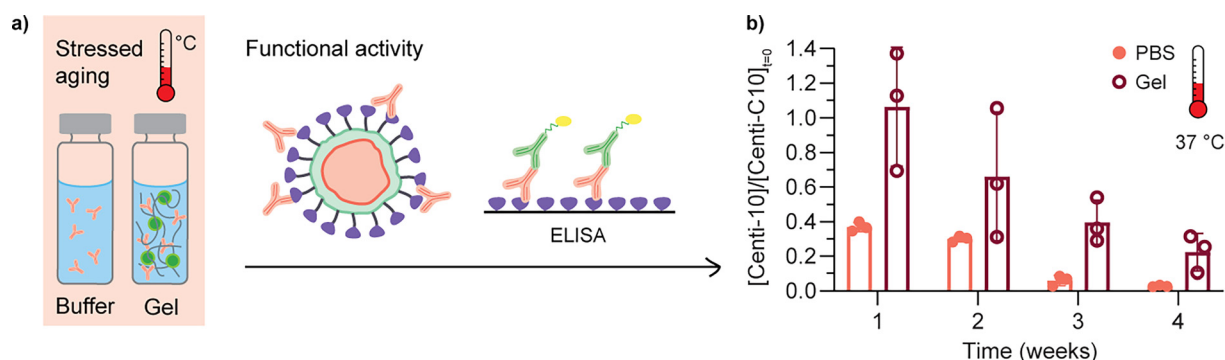 a)
Stressed
aging
°C
Buffer
Gel
Functional activity
ELISA
b)
[Centi-10]/[Centi-C10]t=0
1.4
1.2
1.0
0.8
0.6
0.4
0.2
0.0
1
2
3
4
Time (weeks)
PBS
Gel
37 °C